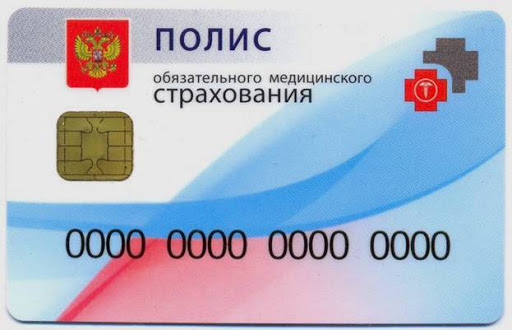 ПОЛИС
обязательного медицинского
страхования
0000 0000 0000 0000